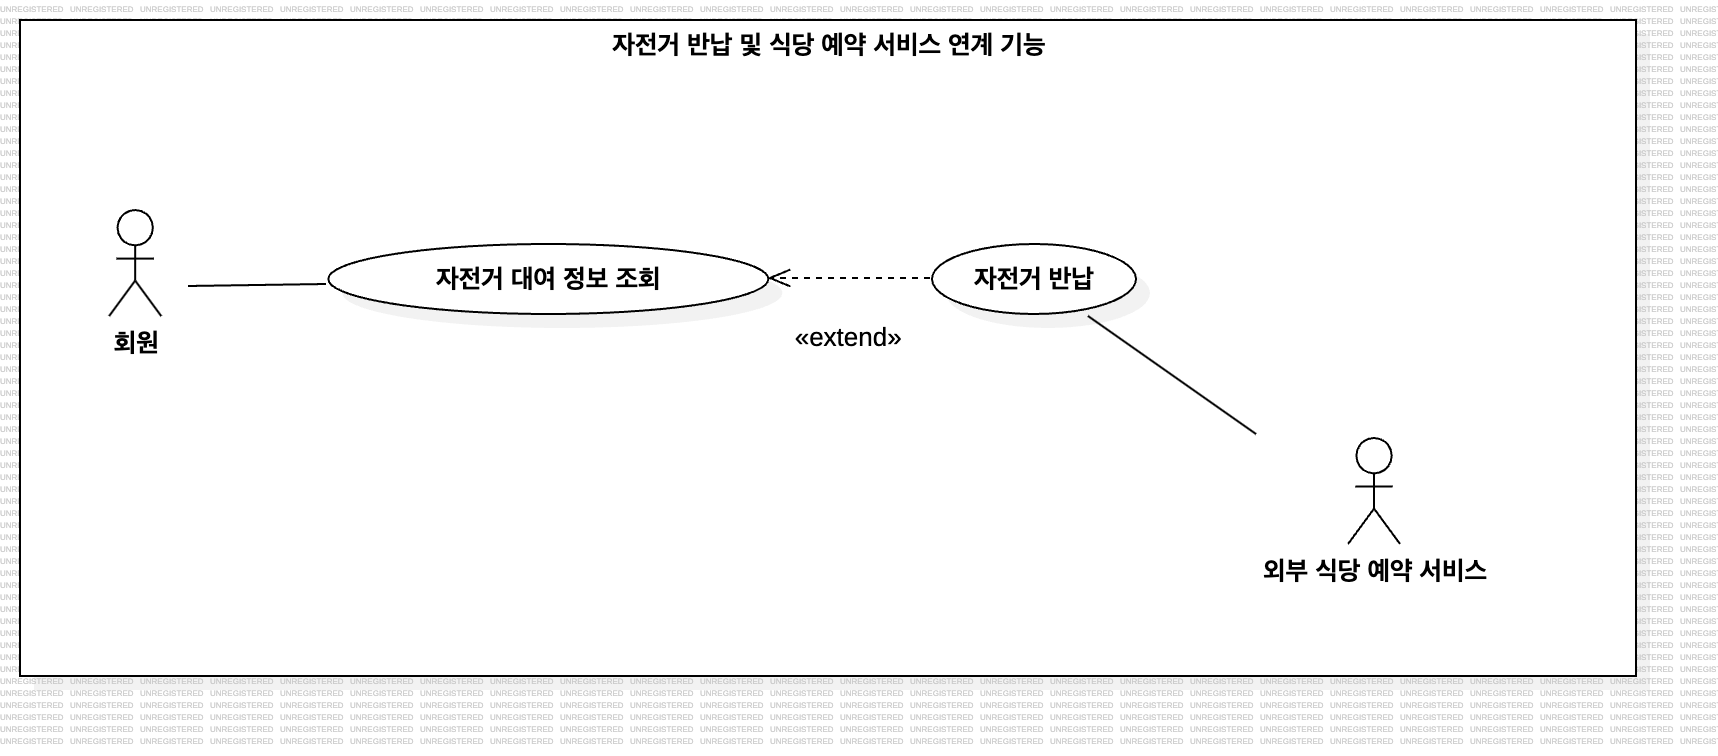 자전거 반납 및 식당 예약 서비스 연계 기능
자전거 대여 정보 조회
자전거 반납
«extend»
회원
외부 식당 예약 서비스
UNREGISTERED